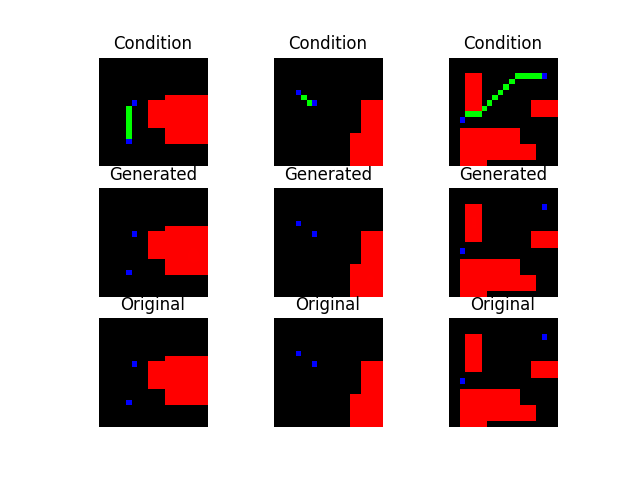 Condition
Condition
Condition
Generated
Generated
Generated
Original
Original
Original